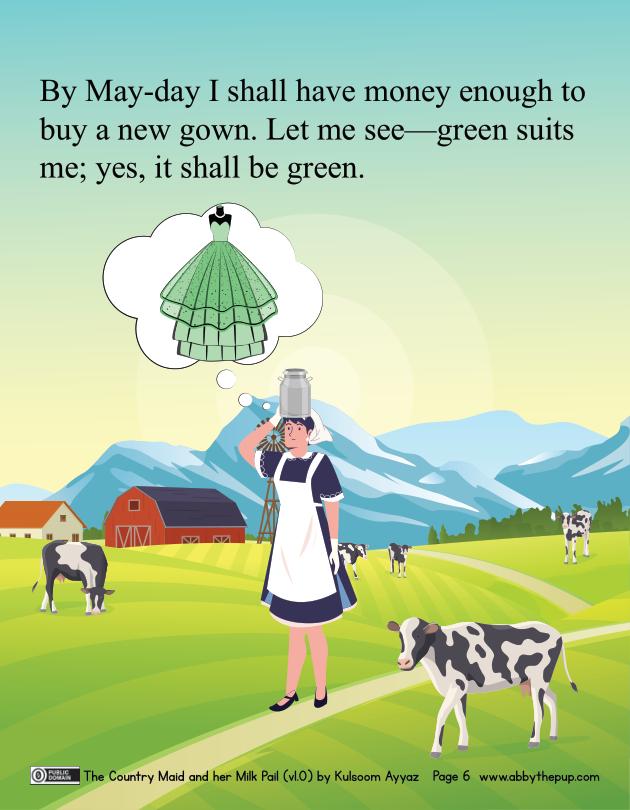 By May-day I shall have money enough to
buy a new gown. Let me see—green suits
me; yes, it shall be green.
0 PUBLIC DOMAIN The Country Maid and her Milk Pail (v1.0) by Kulsoom Ayyaz Page 6 www.abbythepup.com